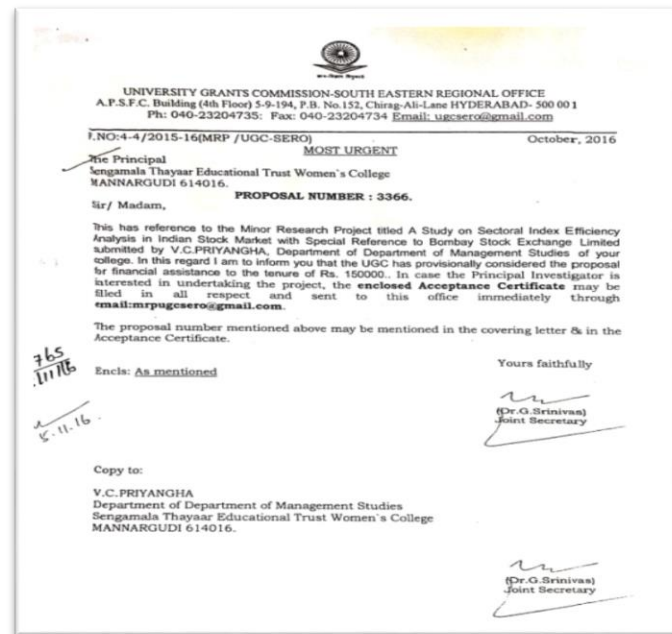 UNIVERSITY GRANTS COMMISSION-SOUTH EASTERN REGIONAL OFFICE
A.P.S.F.C. Building (4th Floor) 5-9-194, P.B. No.152, Chirag-Ali-Lane HYDERABAD- 500 001
Ph: 040-23204735: Fax: 040-23204734 Email: ugcsero@gmail.com
F.NO:4-4/2015-16(MRP /UGC-SERO) October, 2016
MOST URGENT
The Principal
Sengamala Thayaar Educational Trust Women`s College
MANNARGUDI 614016.
PROPOSAL NUMBER : 3366.
Sir/ Madam,
This has reference to the Minor Research Project titled A Study on Sectoral Index Efficiency
Analysis in Indian Stock Market with Special Reference to Bombay Stock Exchange Limited
submitted by V.C.PRIYANGHA, Department of Department of Management Studies of your
college. In this regard I am to inform you that the UGC has provisionally considered the proposal
for financial assistance to the tenure of Rs. 150000.. In case the Principal Investigator is
interested in undertaking the project, the enclosed Acceptance Certificate may be
filled in all respect and sent to this office immediately through
email:mrpugcsero@gmail.com.
The proposal number mentioned above may be mentioned in the covering letter & in the
Acceptance Certificate.
765
Yours faithfully
Encls: As mentioned
5.11.16.
(Dr.G.Srinivas)
Joint Secretary
Copy to:
V.C.PRIYANGHA
Department of Department of Management Studies
Sengamala Thayaar Educational Trust Women`s College
MANNARGUDI 614016.
(Dr.G.Srinivas)
Joint Secretary